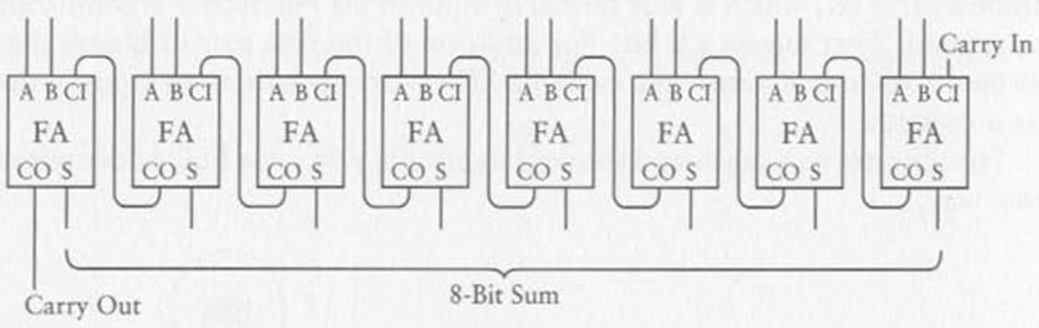 Carry In
A B CI A B CI A B CI A B CI A B CI A B CI A B CI A B CI
FA FA FA FA FA FA FA FA
CO S CO S CO S CO S CO S CO S CO S CO S
8-Bit Sum
Carry Out